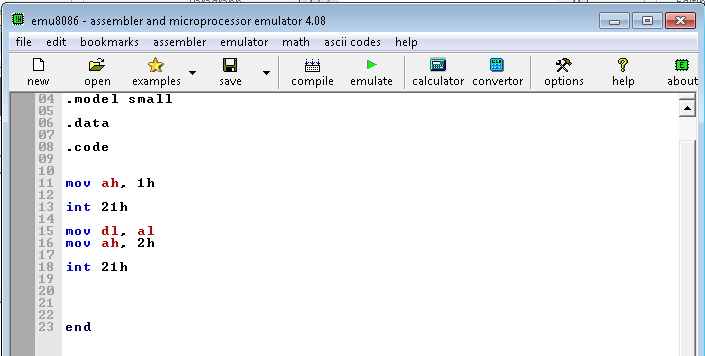 Paragraph
emu8086 - assembler and microprocessor emulator 4.08
file edit bookmarks assembler emulator math ascii codes help
new open examples save compile emulate calculator convertor options help about
04 .model small
05
06 .data
07
08 .code
09
10
11 mov ah, 1h
12
13 int 21h
14
15 mov dl, al
16 mov ah, 2h
17
18 int 21h
19
20
21
22
23 end